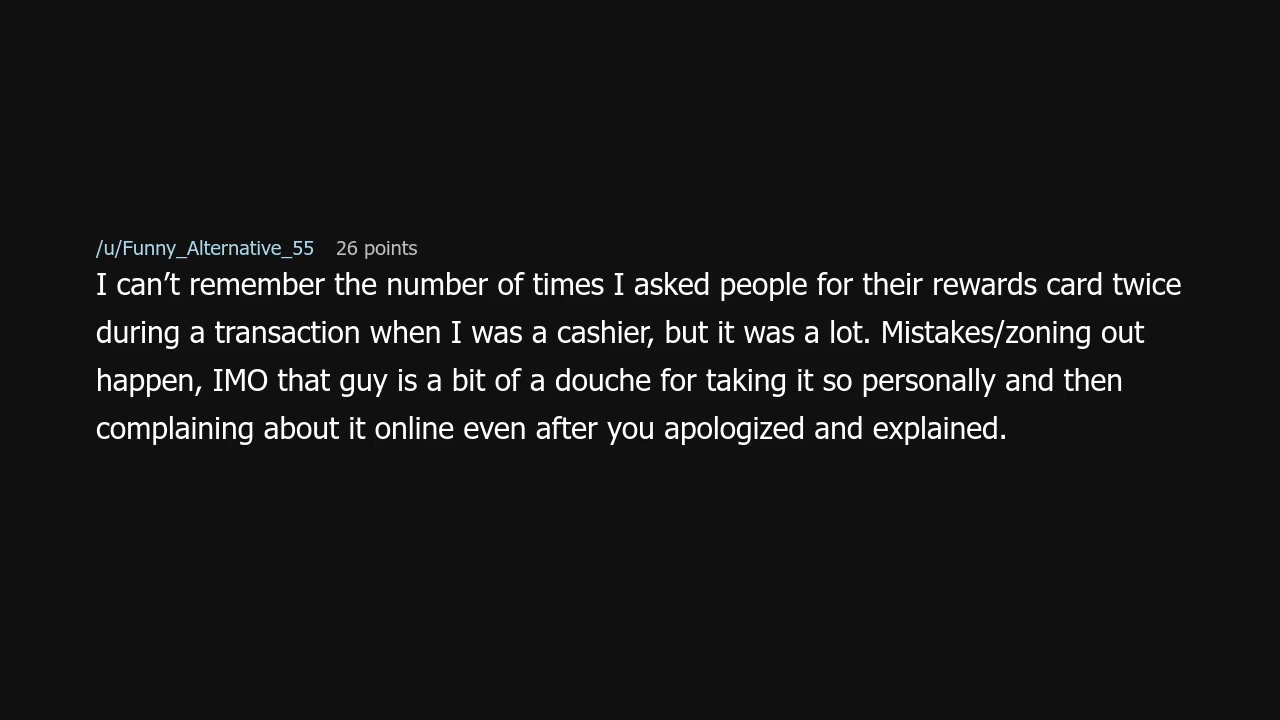 /u/Funny_Alternative_55 26 points
I can’t remember the number of times I asked people for their rewards card twice
during a transaction when I was a cashier, but it was a lot. Mistakes/zoning out
happen, IMO that guy is a bit of a douche for taking it so personally and then
complaining about it online even after you apologized and explained.